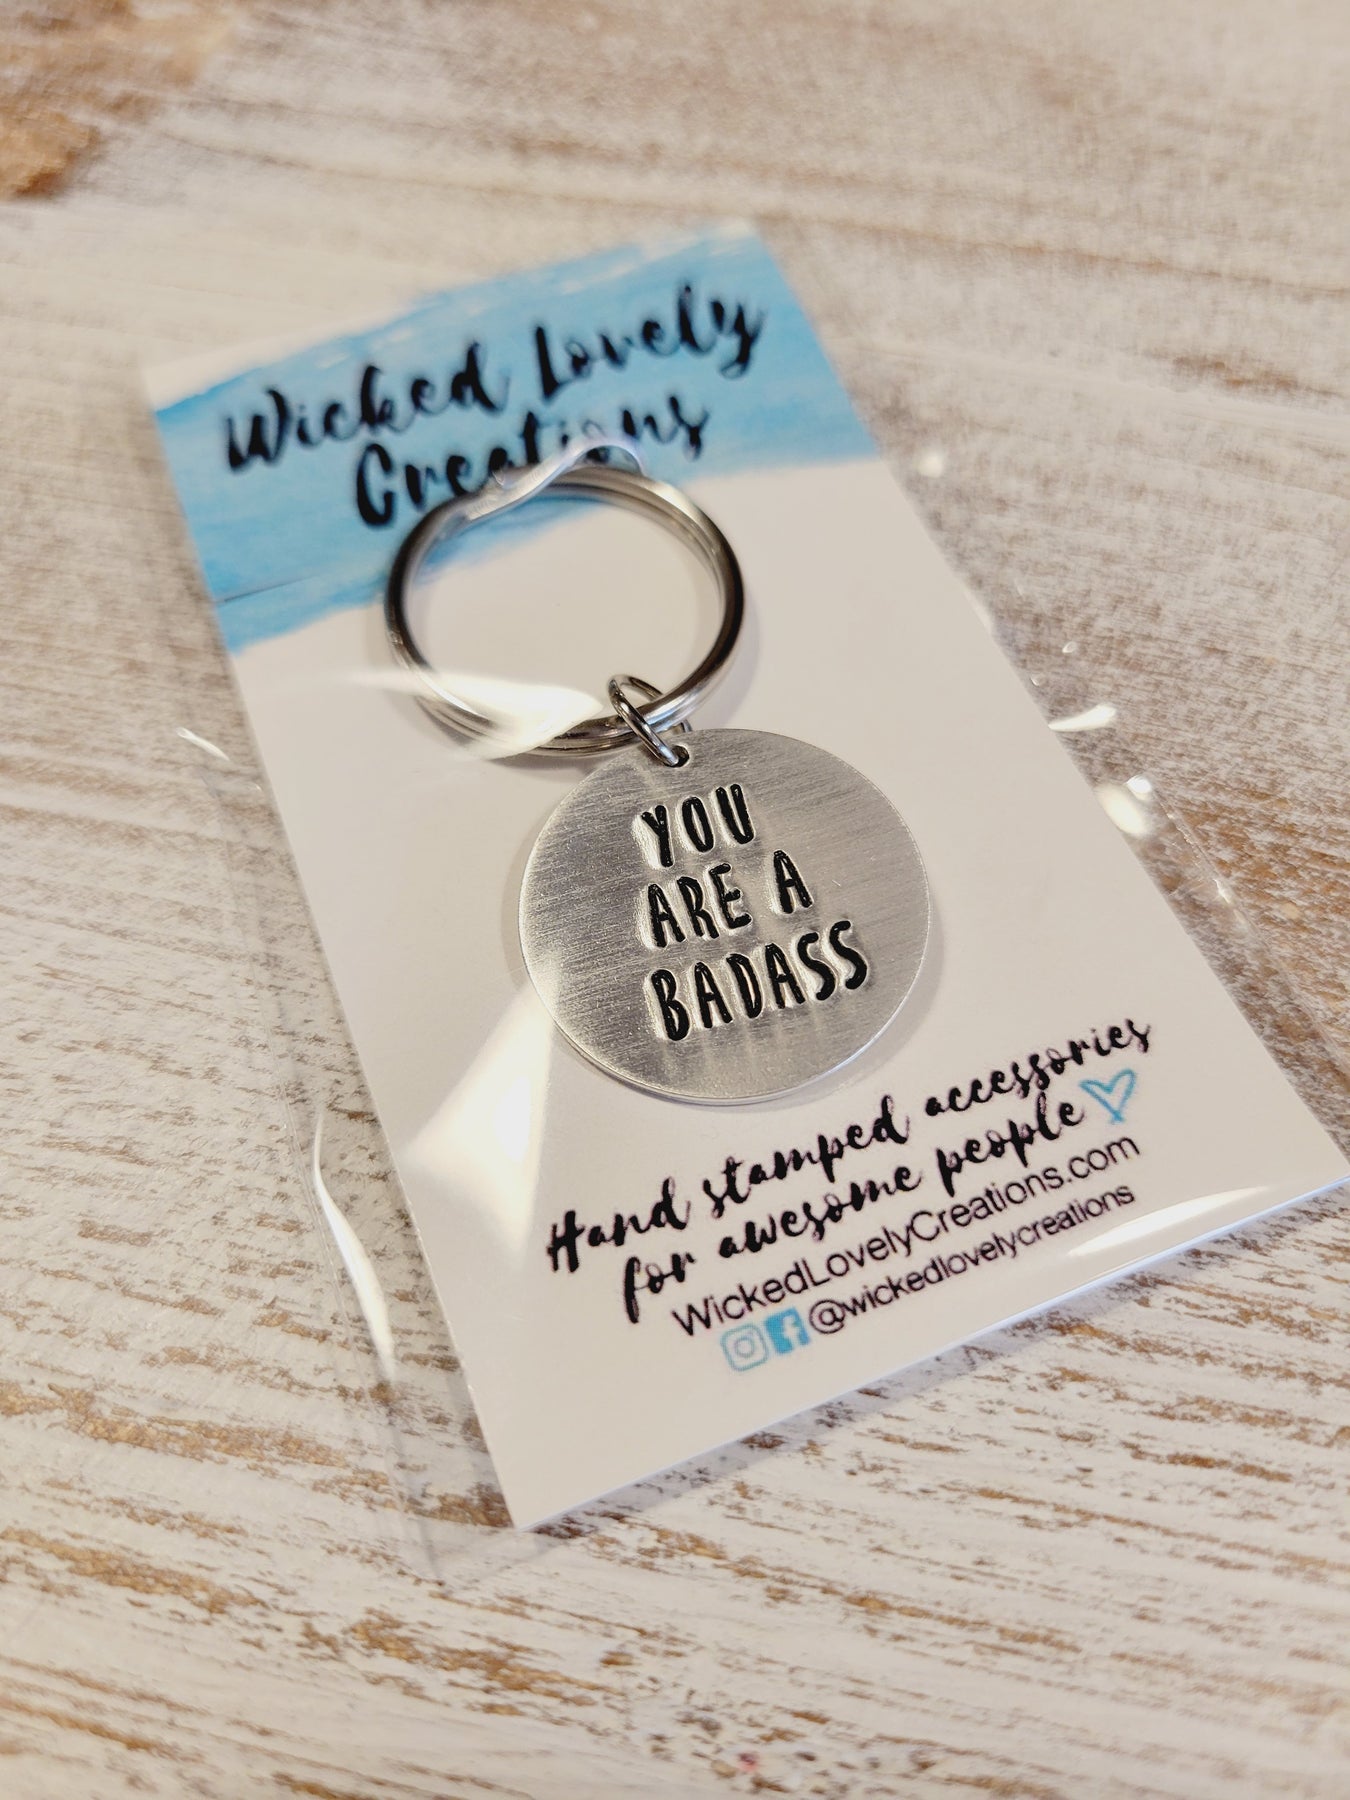 Wicked Lovely
Creations
YOU
ARE A
BADASS
Hand stamped accessories
for awesome people
WickedLovelyCreations.com
@wickedlovelycreations